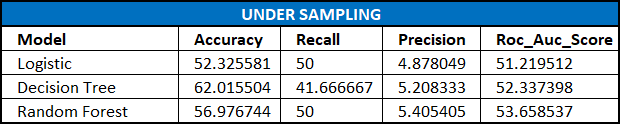 UNDER SAMPLING
Model Accuracy Recall Precision Roc_Auc_Score
Logistic 52.325581 50 4.878049 51.219512
Decision Tree 62.015504 41.666667 5.208333 52.337398
Random Forest 56.976744 50 5.405405 53.658537